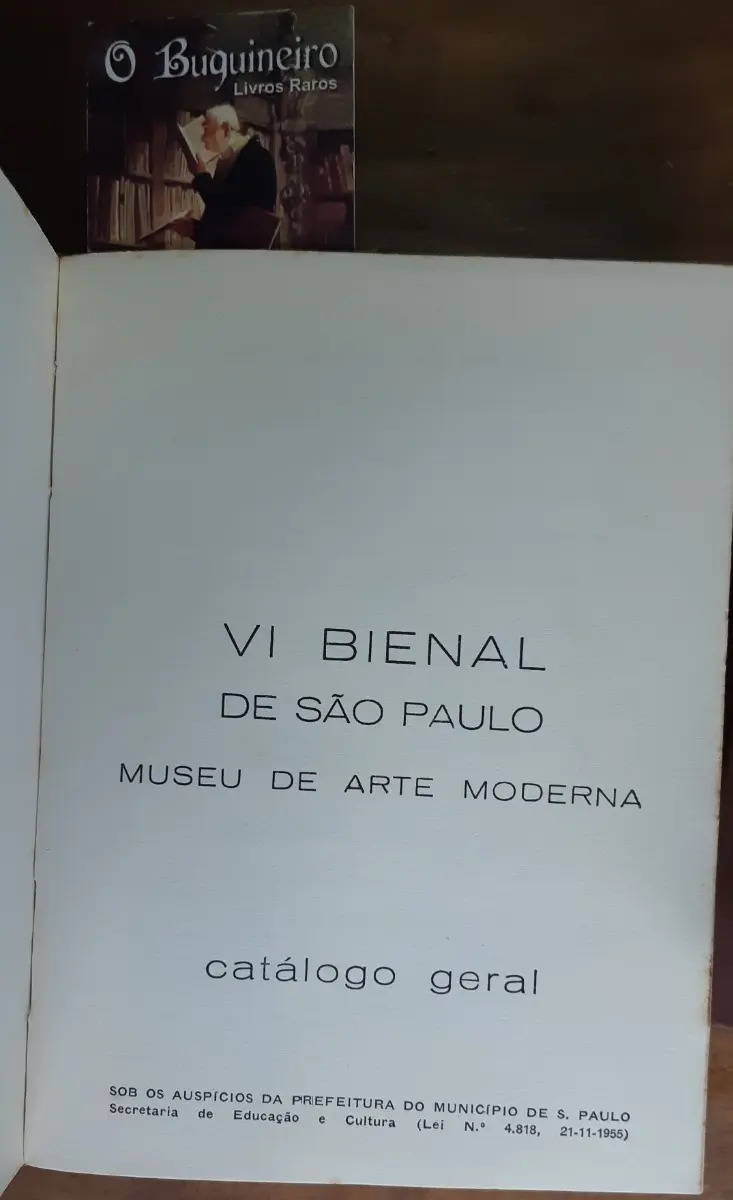 O Buquineiro
Livros Raros
VI BIENAL
DE SÃO PAULO
MUSEU DE ARTE MODERNA
catálogo geral
SOB OS AUSPÍCIOS DA PREFEITURA DO MUNICÍPIO DE S. PAULO
Secretaria de Educação e Cultura (Lei N.º 4.818, 21-11-1955)